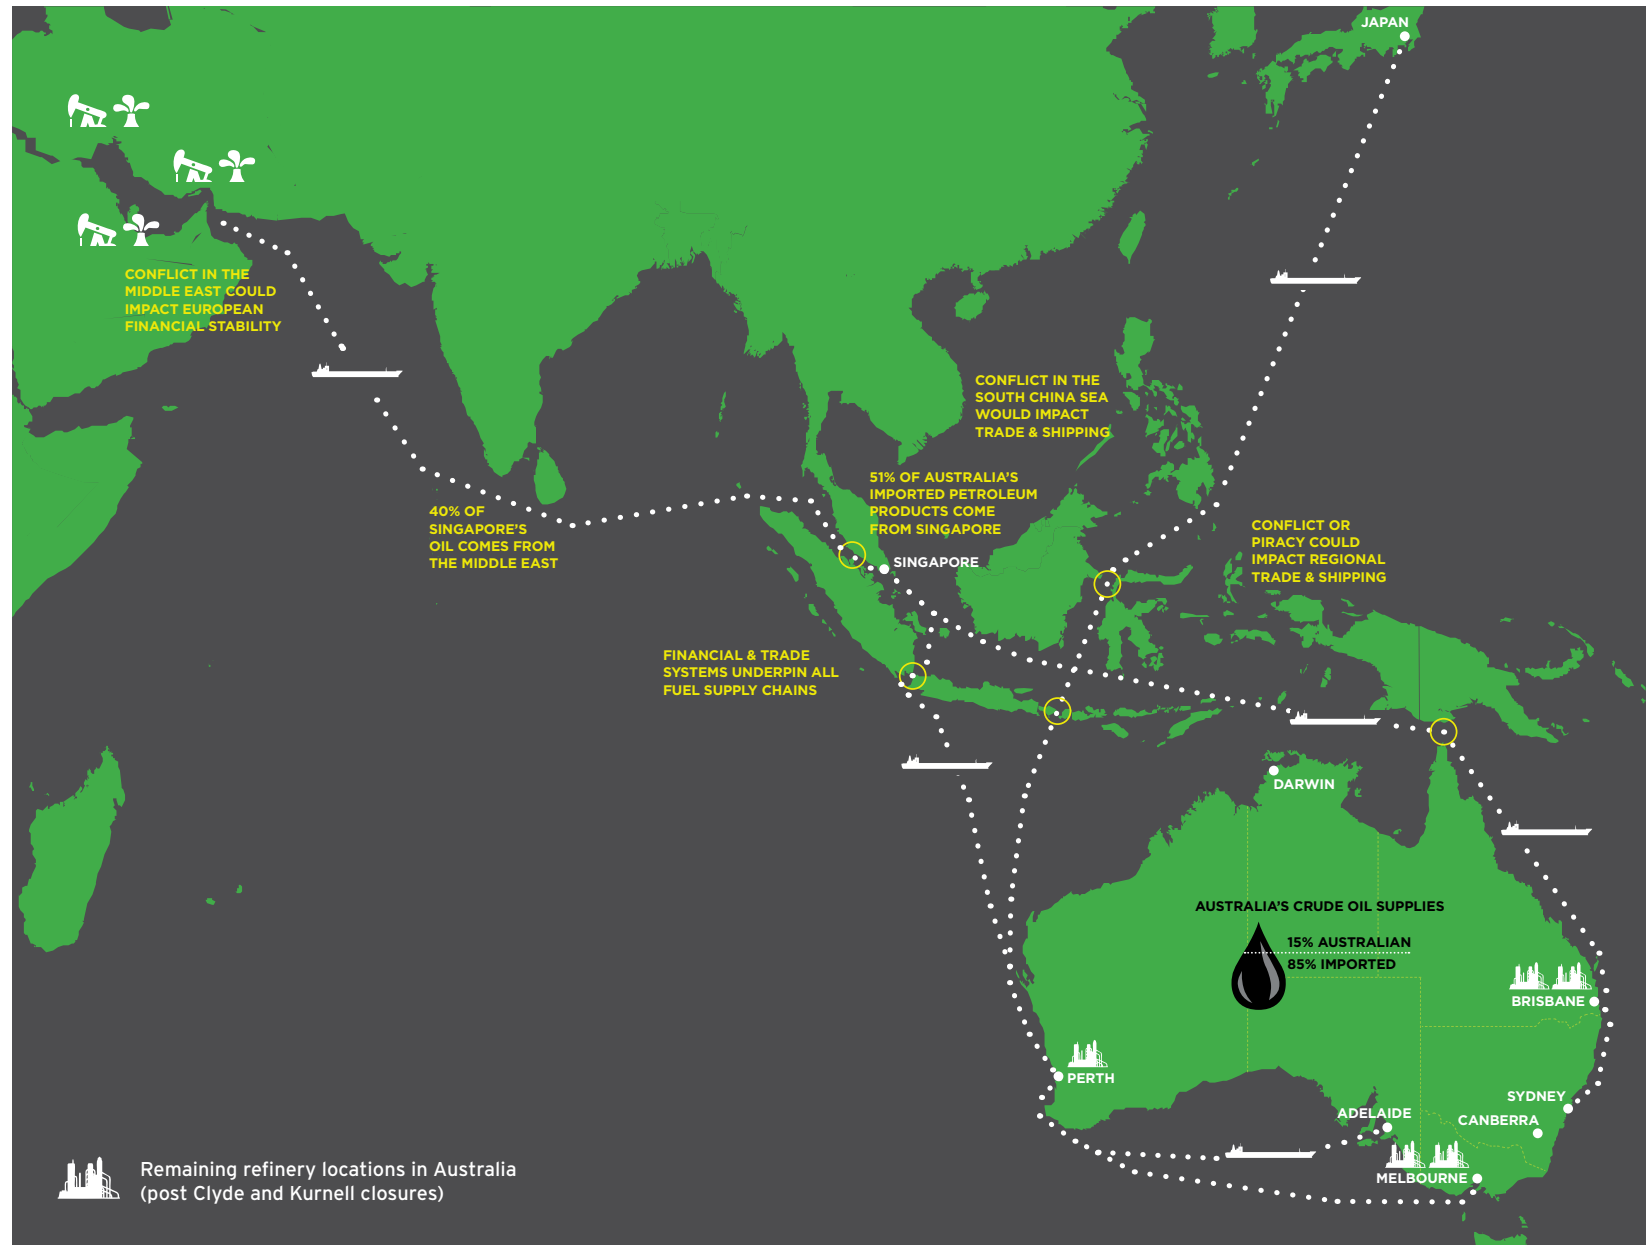 JAPAN
CONFLICT IN THE
MIDDLE EAST COULD
IMPACT EUROPEAN
FINANCIAL STABILITY
CONFLICT IN THE
SOUTH CHINA SEA
WOULD IMPACT
TRADE & SHIPPING
51% OF AUSTRALIA'S
IMPORTED PETROLEUM
PRODUCTS COME
FROM SINGAPORE
40% OF
SINGAPORE'S
OIL COMES FROM
THE MIDDLE EAST
CONFLICT OR
PIRACY COULD
IMPACT REGIONAL
TRADE & SHIPPING
SINGAPORE
FINANCIAL & TRADE
SYSTEMS UNDERPIN ALL
FUEL SUPPLY CHAINS
DARWIN
AUSTRALIA'S CRUDE OIL SUPPLIES
15% AUSTRALIAN
85% IMPORTED
BRISBANE
PERTH
SYDNEY
ADELAIDE
CANBERRA
MELBOURNE
Remaining refinery locations in Australia
(post Clyde and Kurnell closures)